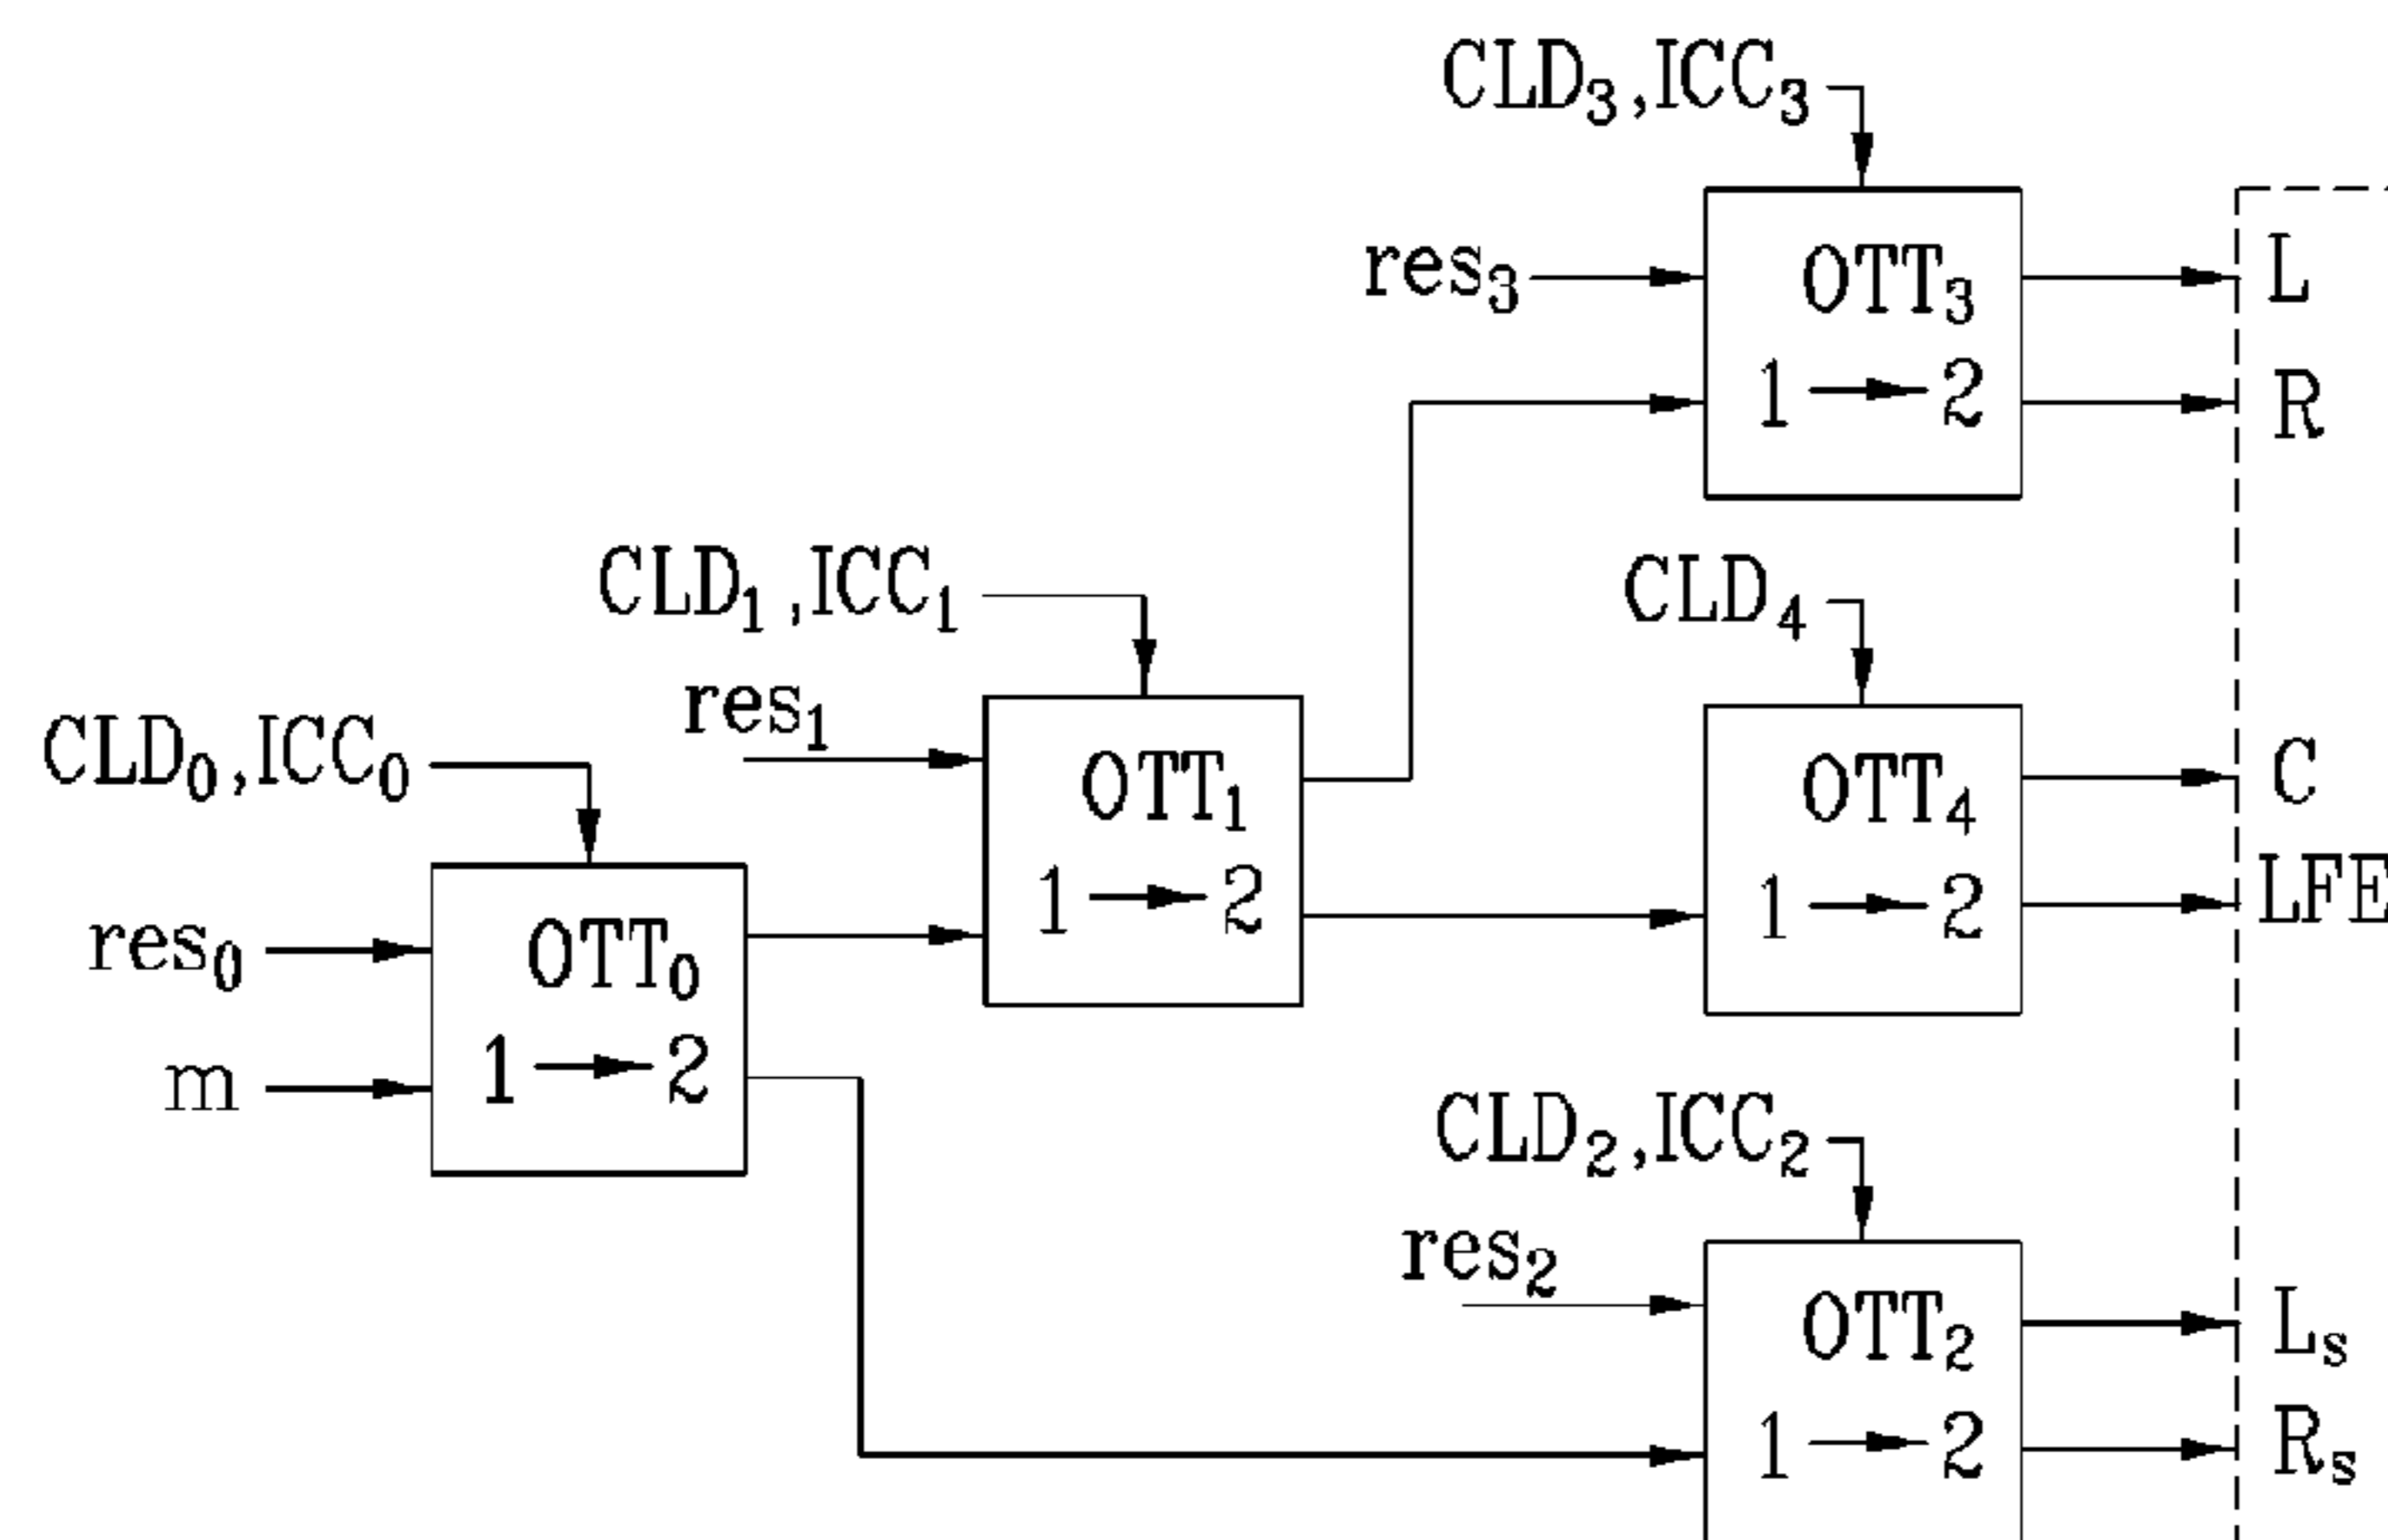 CLD₃,ICC₃
res₃
OTT₃
1 → 2
L
R
CLD₁,ICC₁
res₁
OTT₁
1 → 2
CLD₄
OTT₄
1 → 2
C
LFE
CLD₀,ICC₀
res₀
m
OTT₀
1 → 2
CLD₂,ICC₂
res₂
OTT₂
1 → 2
Lₛ
Rₛ